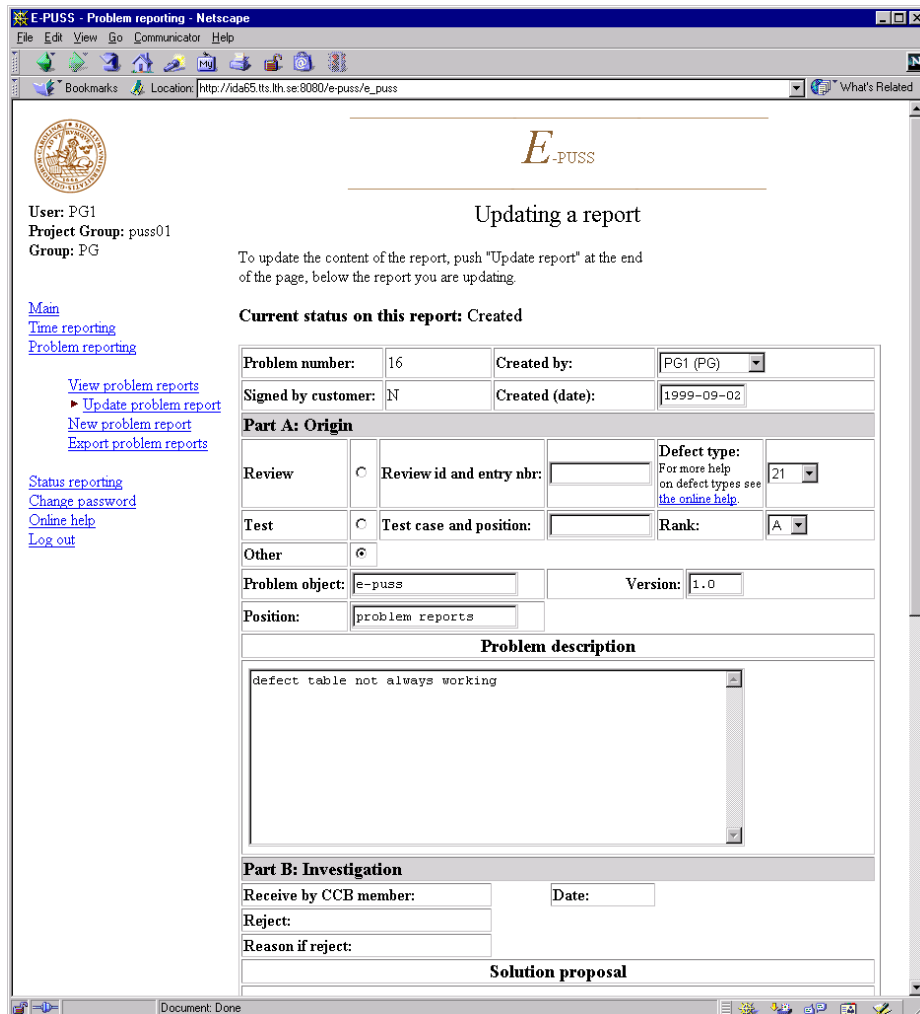 E-PUSS - Problem reporting - Netscape
File Edit View Go Communicator Help
My
N
Bookmarks Location: http://ida65.tts.lth.se:8080/e-puss/e_puss What's Related
E-PUSS
User: PG1
Project Group: puss01
Group: PG
Main
Time reporting
Problem reporting
View problem reports
Update problem report
New problem report
Export problem reports
Status reporting
Change password
Online help
Log out
Updating a report
To update the content of the report, push "Update report" at the end
of the page, below the report you are updating.
Current status on this report: Created
Problem number: 16 Created by: PG1 (PG)
Signed by customer: N Created (date): 1999-09-02
Part A: Origin
Review Review id and entry nbr: Defect type:
For more help
on defect types see
the online help.
21
Test Test case and position: Rank: A
Other
Problem object: e-puss Version: 1.0
Position: problem reports
Problem description
defect table not always working
Part B: Investigation
Receive by CCB member: Date:
Reject:
Reason if reject:
Solution proposal
Document: Done